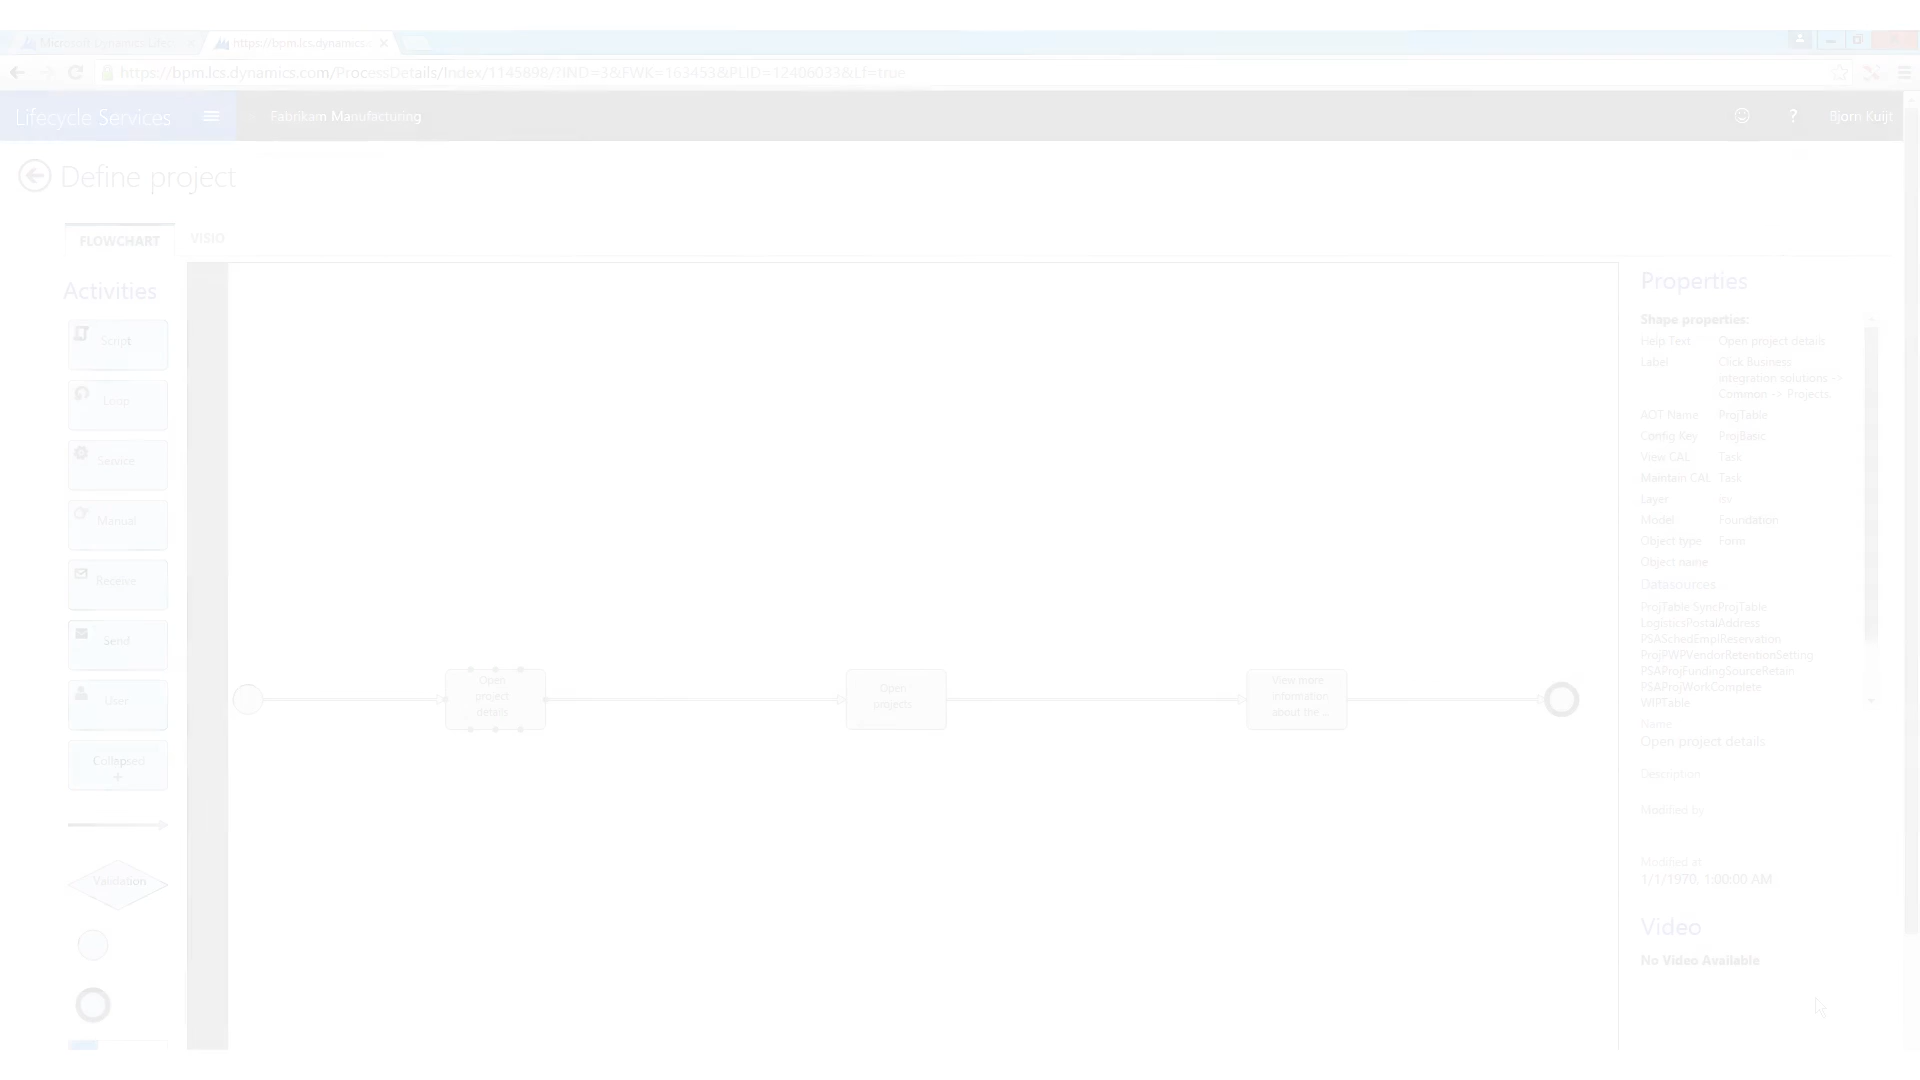 Microsoft Dynamics Lifec
https://bpm.lcs.dynamics.
https://bpm.lcs.dynamics.com/ProcessDetails/Index/1145898/?IND=3&FWK=163453&PLID=12406033&Lf=true
Lifecycle Services
Fabrikam Manufacturing
?
Bjorn Kuijt
Define project
FLOWCHART
VISIO
Activities
Script
Loop
Service
Manual
Receive
Send
User
Collapsed
+
Validation
Open
project
details
Open
projects
View more
information
about the ...
Properties
Shape properties:
Help Text Open project details
Label Click Business
integration solutions ->
Common -> Projects.
AOT Name ProjTable
Config Key ProjBasic
View CAL Task
Maintain CAL Task
Layer isv
Model Foundation
Object type Form
Object name
Datasources
ProjTable SyncProjTable
LogisticsPostalAddress
PSASchedEmplReservation
ProjPWPVendorRetentionSetting
PSAProjFundingSourceRetain
PSAProjWorkComplete
WIPTable
Name
Open project details
Description
Modified by
Modified at
1/1/1970, 1:00:00 AM
Video
No Video Available